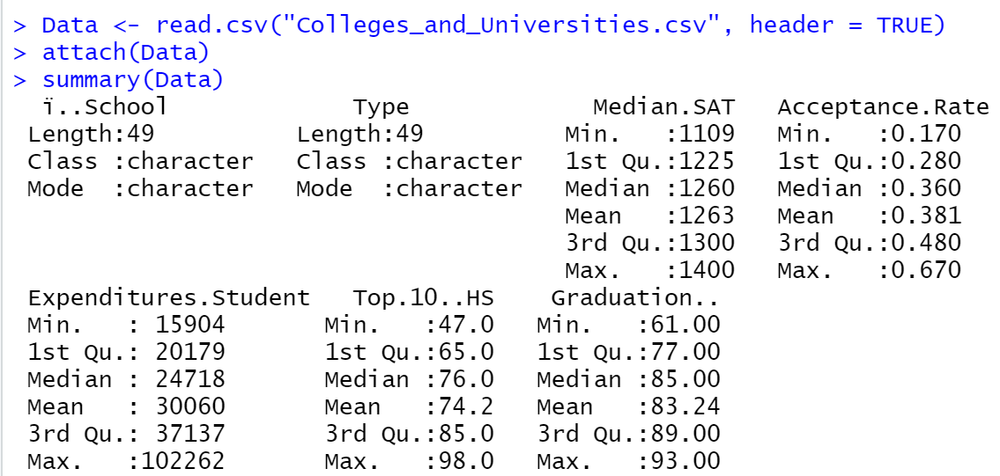 > Data <- read.csv("Colleges_and_Universities.csv", header = TRUE)
> attach(Data)
> summary(Data)
ï..School Type Median.SAT Acceptance.Rate
Length:49 Length:49 Min. :1109 Min. :0.170
Class :character Class :character 1st Qu.:1225 1st Qu.:0.280
Mode :character Mode :character Median :1260 Median :0.360
Mean :1263 Mean :0.381
3rd Qu.:1300 3rd Qu.:0.480
Max. :1400 Max. :0.670
Expenditures.Student Top.10..HS Graduation..
Min. : 15904 Min. :47.0 Min. :61.00
1st Qu.: 20179 1st Qu.:65.0 1st Qu.:77.00
Median : 24718 Median :76.0 Median :85.00
Mean : 30060 Mean :74.2 Mean :83.24
3rd Qu.: 37137 3rd Qu.:85.0 3rd Qu.:89.00
Max. :102262 Max. :98.0 Max. :93.00